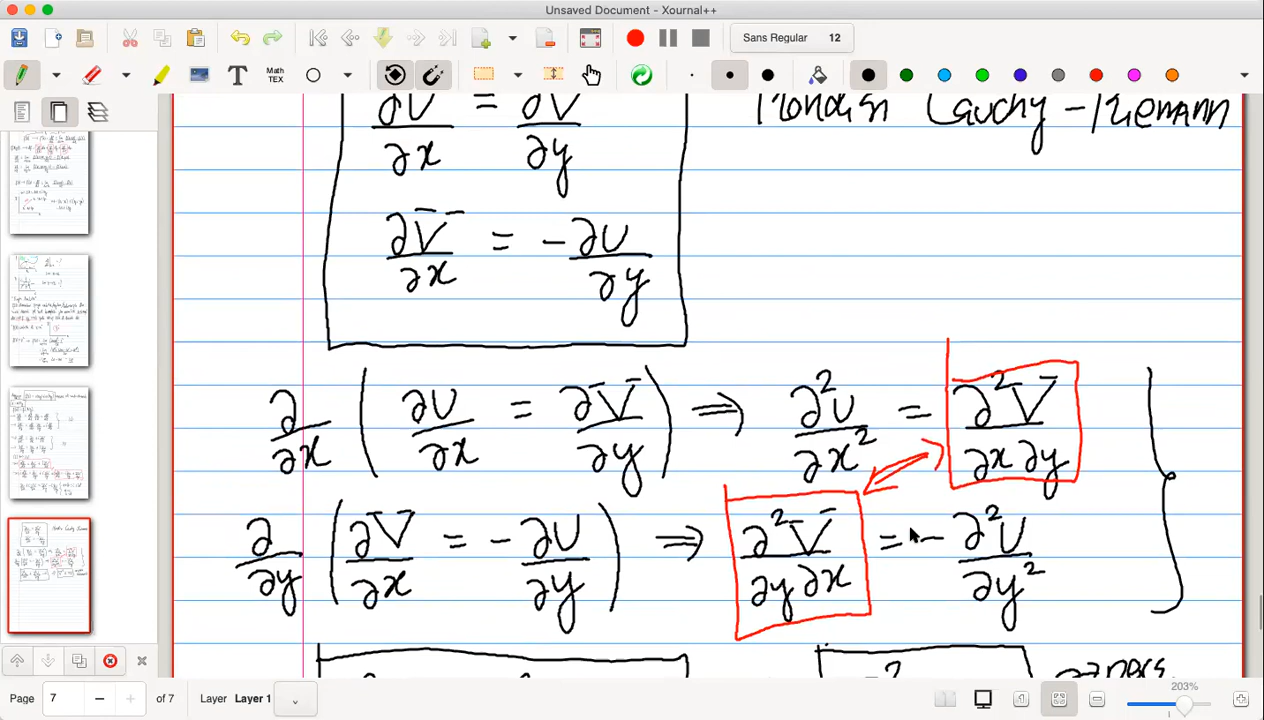 Unsaved Document - Xournal++
Sans Regular 12
Math
TEX
∂U/∂x = ∂V/∂y
Cauchy - Riemann
∂V̄/∂x = -∂U/∂y
∂/∂x (∂U/∂x = ∂V̄/∂y) ⇒ ∂²U/∂x² = ∂²V̄/∂x∂y
∂/∂y (∂V̄/∂x = -∂U/∂y) ⇒ ∂²V̄/∂y∂x = -∂²U/∂y²
Page 7 of 7 Layer Layer 1
203%